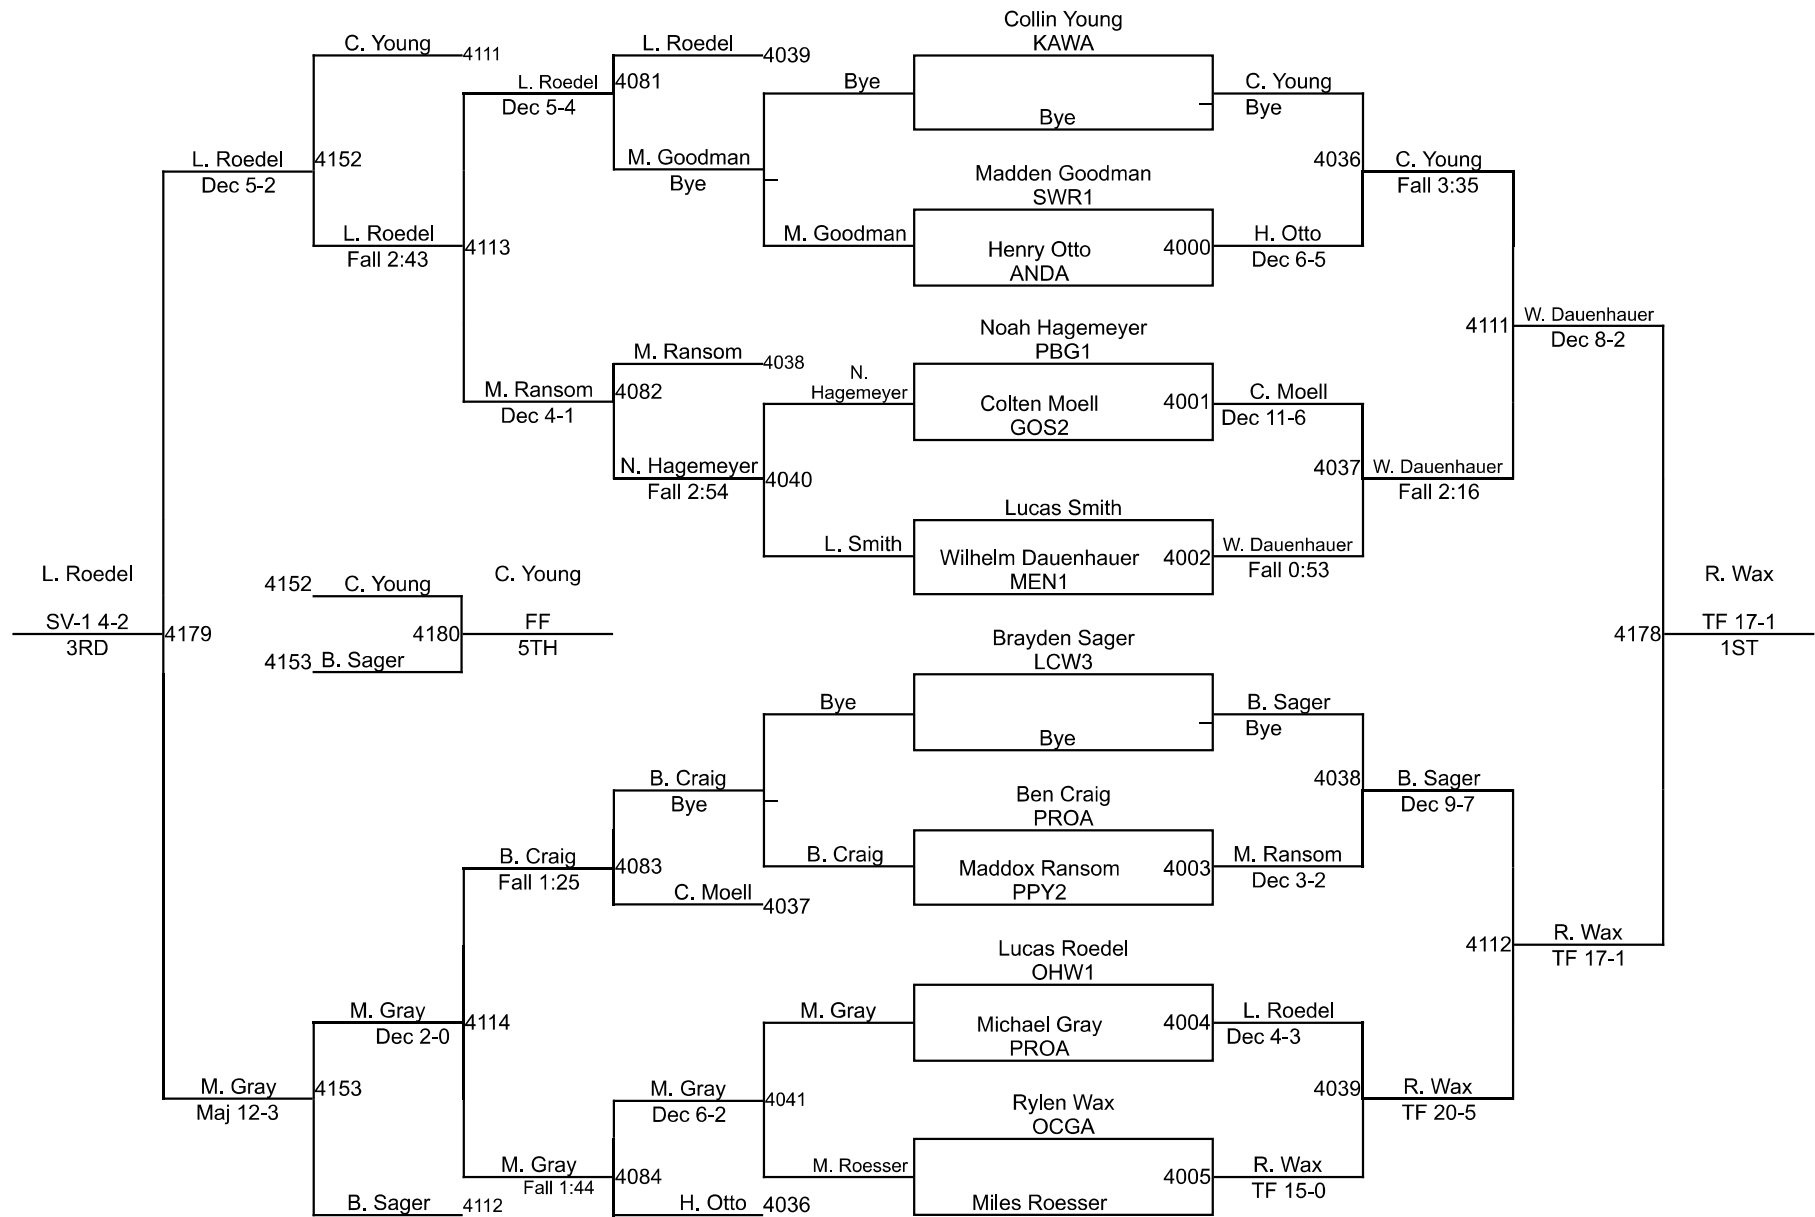 Collin Young
KAWA
Bye
C. Young
Bye
Madden Goodman
SWR1
Henry Otto
ANDA
4000
H. Otto
Dec 6-5
4036
C. Young
Fall 3:35
Noah Hagemeyer
PBG1
Colten Moell
GOS2
4001
C. Moell
Dec 11-6
Lucas Smith
Wilhelm Dauenhauer
MEN1
4002
W. Dauenhauer
Fall 0:53
4037
W. Dauenhauer
Fall 2:16
4111
W. Dauenhauer
Dec 8-2
Brayden Sager
LCW3
Bye
B. Sager
Bye
Ben Craig
PROA
Maddox Ransom
PPY2
4003
M. Ransom
Dec 3-2
4038
B. Sager
Dec 9-7
Lucas Roedel
OHW1
Michael Gray
PROA
4004
L. Roedel
Dec 4-3
Rylen Wax
OCGA
Miles Roesser
4005
R. Wax
TF 15-0
4039
R. Wax
TF 20-5
4112
R. Wax
TF 17-1
4178
R. Wax
TF 17-1
1ST
Bye
M. Goodman
M. Goodman
Bye
L. Roedel
4039
4081
L. Roedel
Dec 5-4
N.
Hagemeyer
L. Smith
4040
N. Hagemeyer
Fall 2:54
M. Ransom
4038
4082
M. Ransom
Dec 4-1
4113
L. Roedel
Fall 2:43
C. Young
4111
4152
L. Roedel
Dec 5-2
Bye
B. Craig
B. Craig
Bye
C. Moell
4037
4083
B. Craig
Fall 1:25
M. Gray
M. Roesser
4041
M. Gray
Dec 6-2
H. Otto
4036
4084
M. Gray
Fall 1:44
4114
M. Gray
Dec 2-0
B. Sager
4112
4153
M. Gray
Maj 12-3
4179
L. Roedel
SV-1 4-2
3RD
4152
C. Young
4153
B. Sager
4180
C. Young
FF
5TH